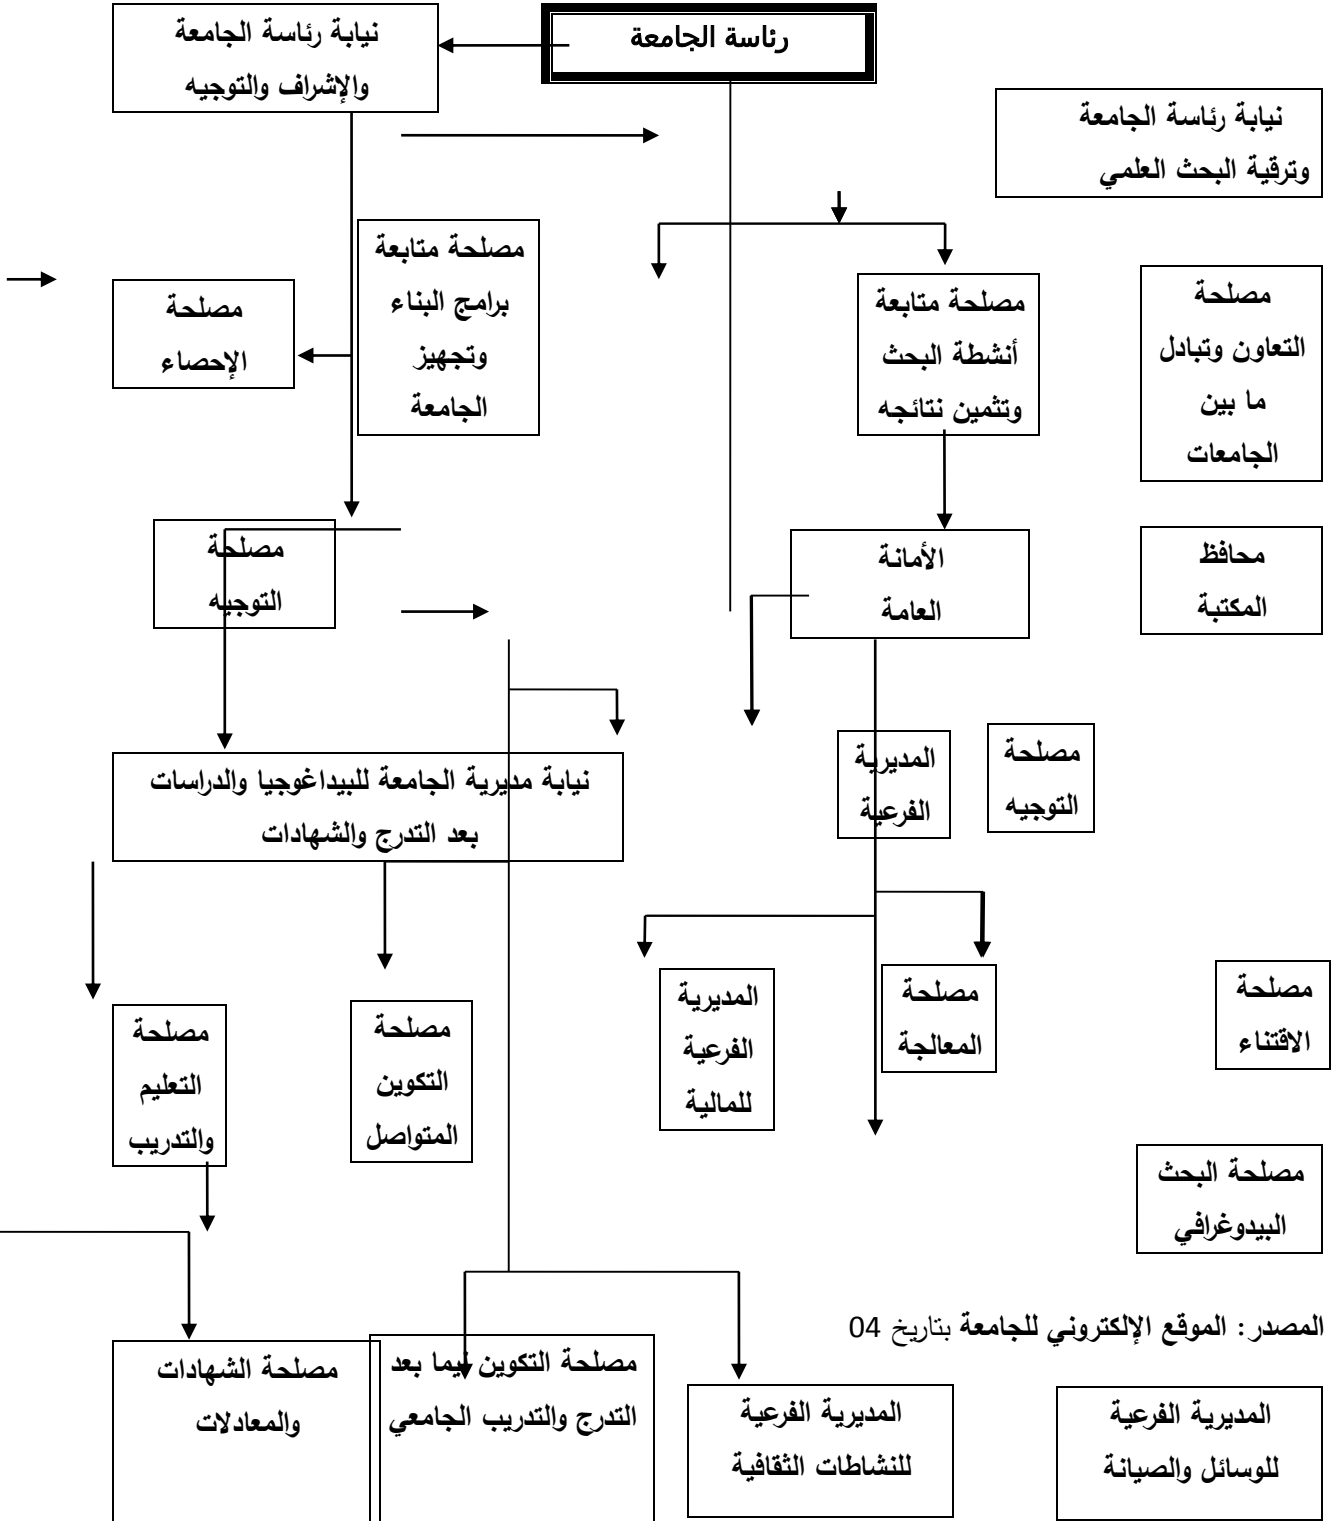 رئاسة الجامعة
نيابة رئاسة الجامعة
والإشراف والتوجيه
نيابة رئاسة الجامعة
وترقية البحث العلمي
مصلحة
التعاون وتبادل
ما بين
الجامعات
مصلحة متابعة
أنشطة البحث
وتثمين نتائجه
مصلحة متابعة
برامج البناء
وتجهيز
الجامعة
مصلحة
الإحصاء
محافظ
المكتبة
الأمانة
العامة
مصلحة
التوجيه
مصلحة
التوجيه
المديرية
الفرعية
نيابة مديرية الجامعة للبيداغوجيا والدراسات
بعد التدرج والشهادات
مصلحة
الاقتناء
مصلحة
المعالجة
المديرية
الفرعية
للمالية
مصلحة
التكوين
المتواصل
مصلحة
التعليم
والتدريب
مصلحة البحث
البيدوغرافي
المصدر: الموقع الإلكتروني للجامعة بتاريخ 04
المديرية الفرعية
للوسائل والصيانة
المديرية الفرعية
للنشاطات الثقافية
مصلحة التكوين فيما بعد
التدرج والتدريب الجامعي
مصلحة الشهادات
والمعادلات